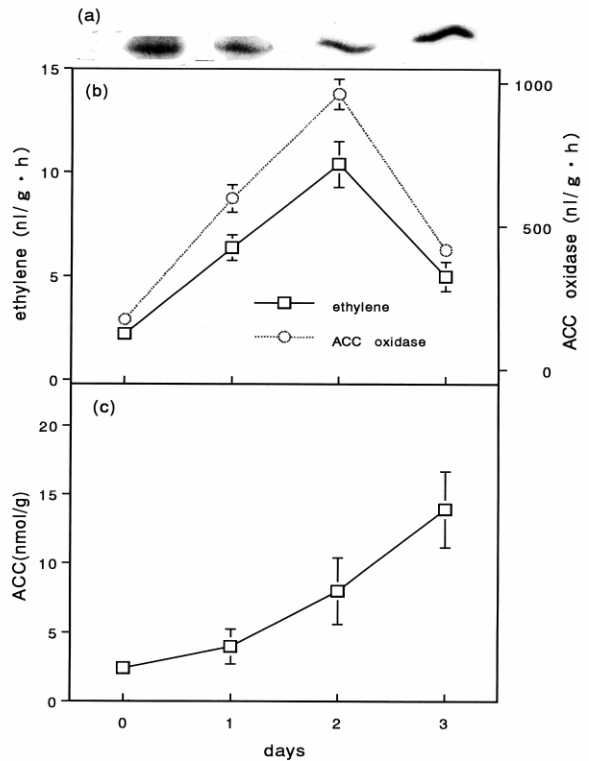 (a)
(b)
15
10
5
0
ethylene (nl/g・h)
1000
500
0
ACC oxidase (nl/g・h)
ethylene
ACC oxidase
(c)
20
15
10
5
0
ACC(nmol/g)
0 1 2 3
days